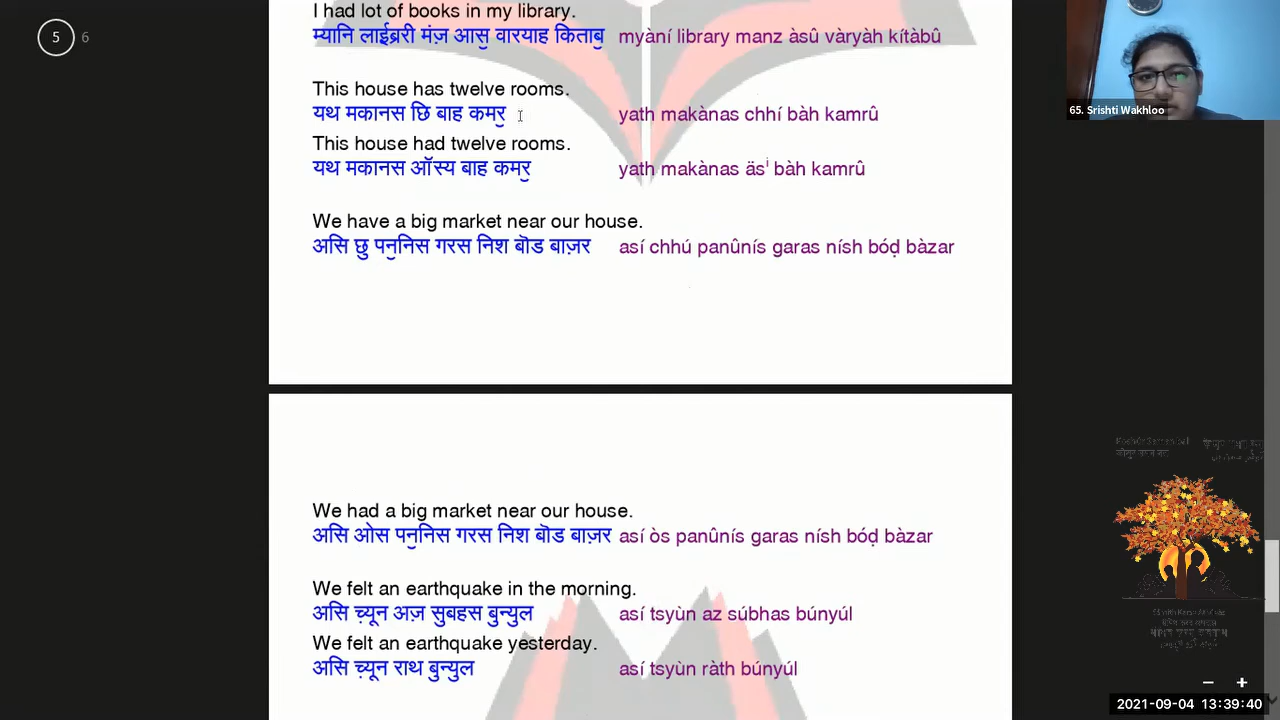 5 6
I had lot of books in my library.
म्यानि लाईब्ररी मंज़ आसॖ वारयाह किताबॖ myàní library manz àsû vàryàh kítàbû
65. Srishti Wakhloo
This house has twelve rooms.
यथ मकानस छि बाह कमरॖ yath makànas chhí bàh kamrû
This house had twelve rooms.
यथ मकानस ऑस्य बाह कमरॖ yath makànas äsⁱ bàh kamrû
We have a big market near our house.
असि छु पनॖनिस गरस निश बॊड बाज़र así chhú panûnís garas nísh bóḍ bàzar
We had a big market near our house.
असि ओस पनॖनिस गरस निश बॊड बाज़र así òs panûnís garas nísh bóḍ bàzar
We felt an earthquake in the morning.
असि च़्यून अज़ सुबहस बुन्युल así tsyùn az súbhas búnyúl
We felt an earthquake yesterday.
असि च़्यून राथ बुन्युल así tsyùn ràth búnyúl
2021-09-04 13:39:40